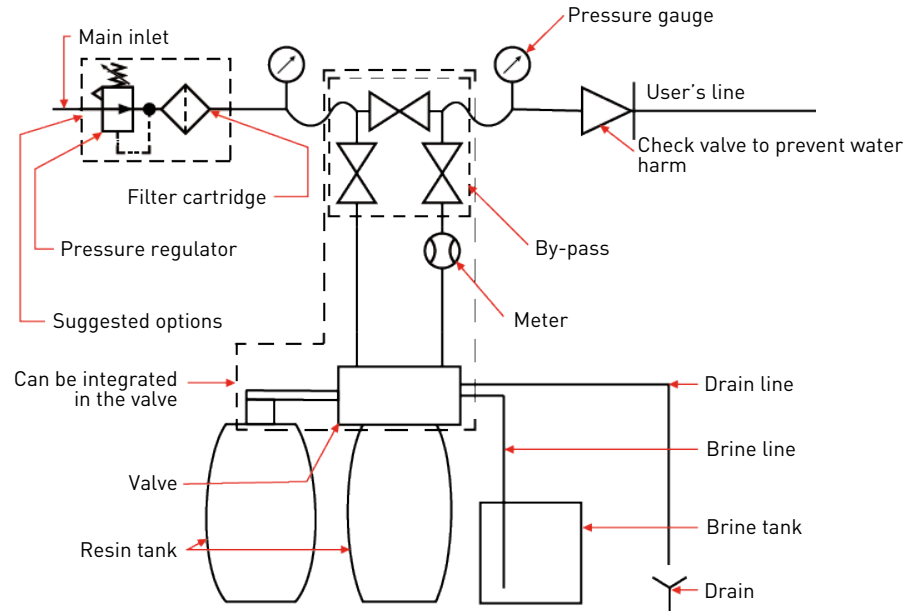 Main inlet
Pressure gauge
User's line
Check valve to prevent water
harm
Filter cartridge
Pressure regulator
By-pass
Suggested options
Meter
Can be integrated
in the valve
Drain line
Brine line
Valve
Brine tank
Resin tank
Drain